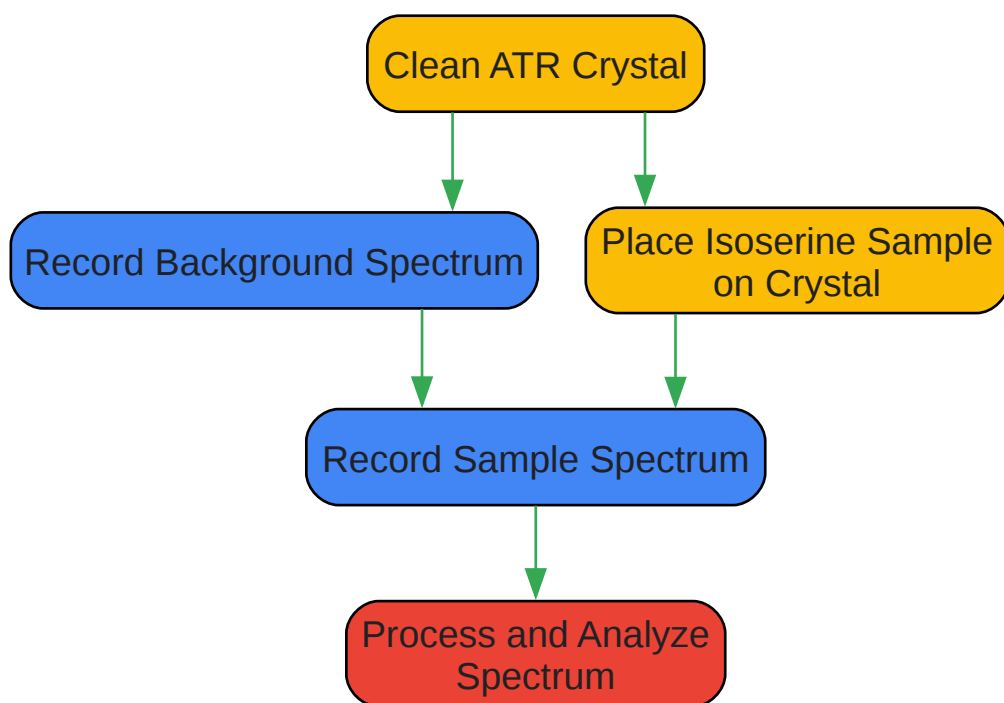 Clean ATR Crystal
Record Background Spectrum
Place Isoserine Sample
on Crystal
Record Sample Spectrum
Process and Analyze
Spectrum